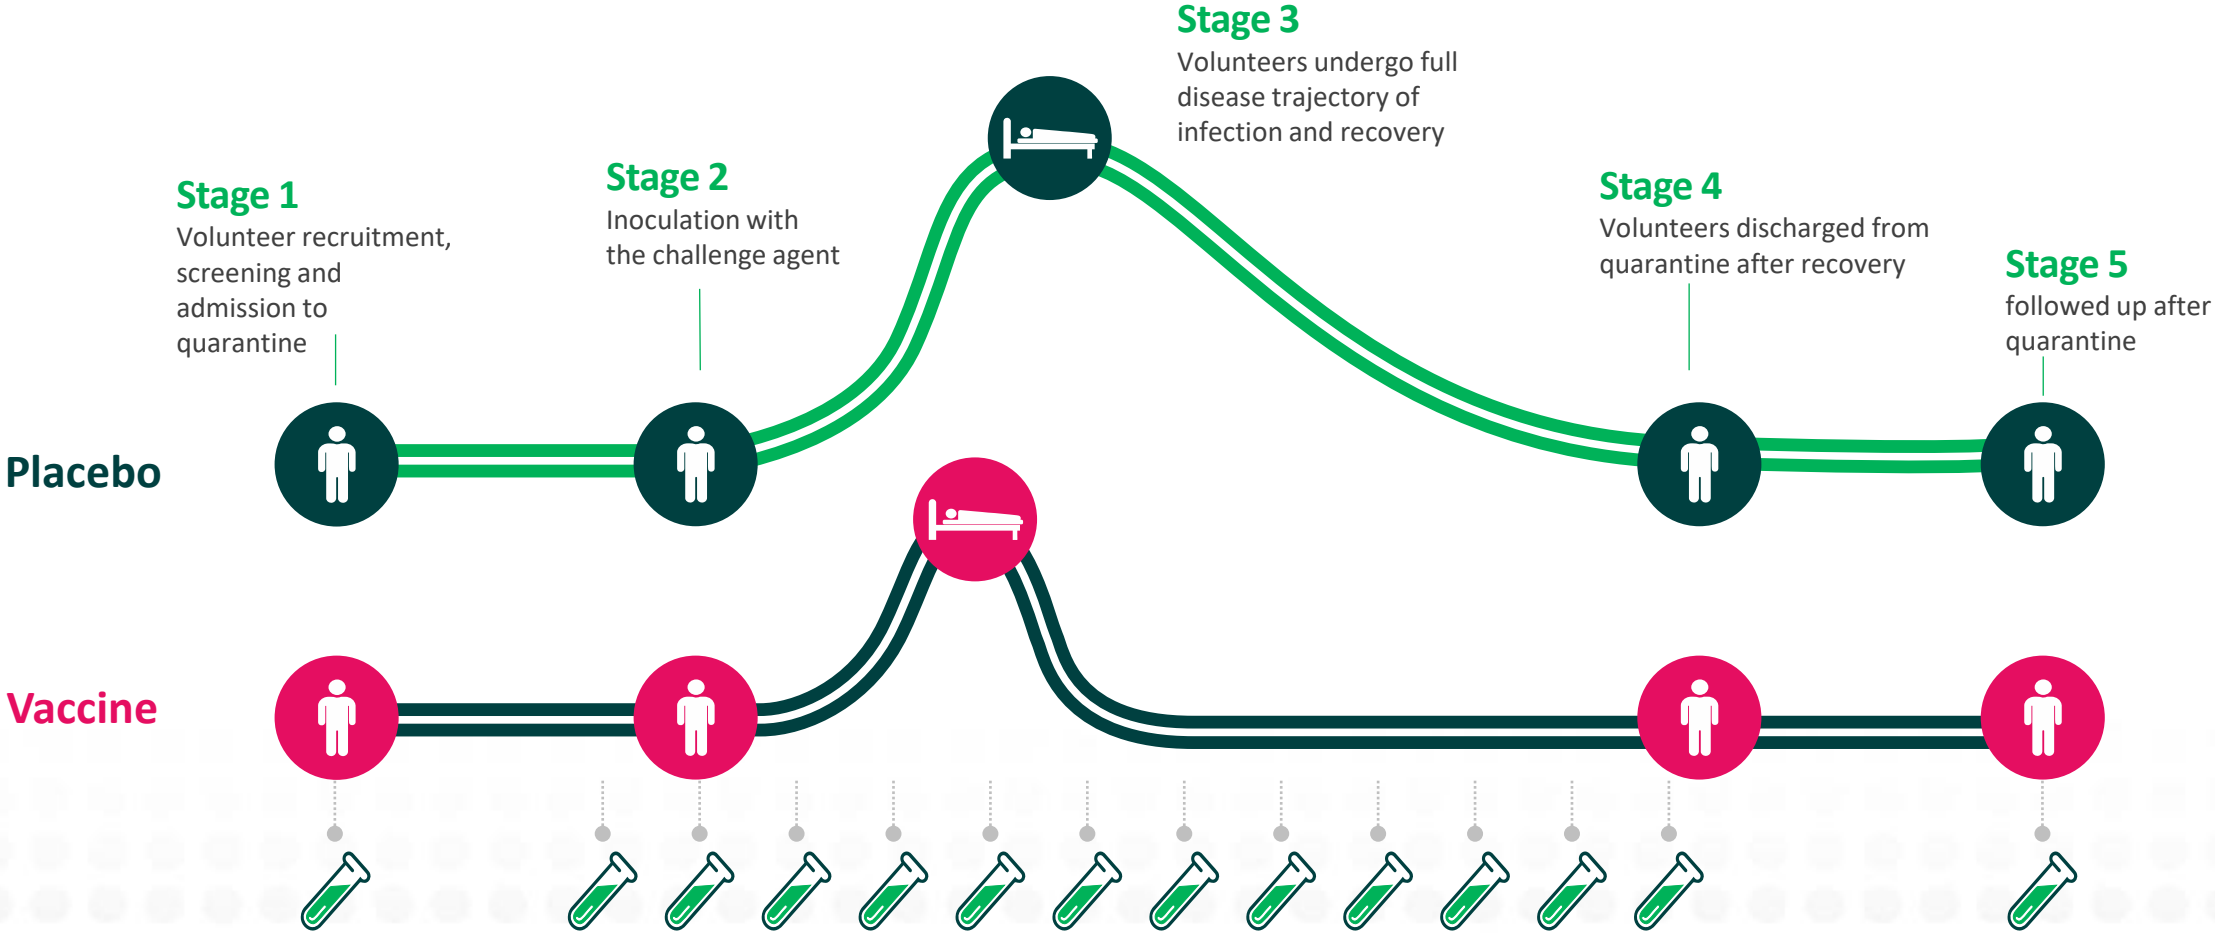 Stage 1
Volunteer recruitment,
screening and
admission to
quarantine
Stage 2
Inoculation with
the challenge agent
Stage 3
Volunteers undergo full
disease trajectory of
infection and recovery
Stage 4
Volunteers discharged from
quarantine after recovery
Stage 5
followed up after
quarantine
Placebo
Vaccine